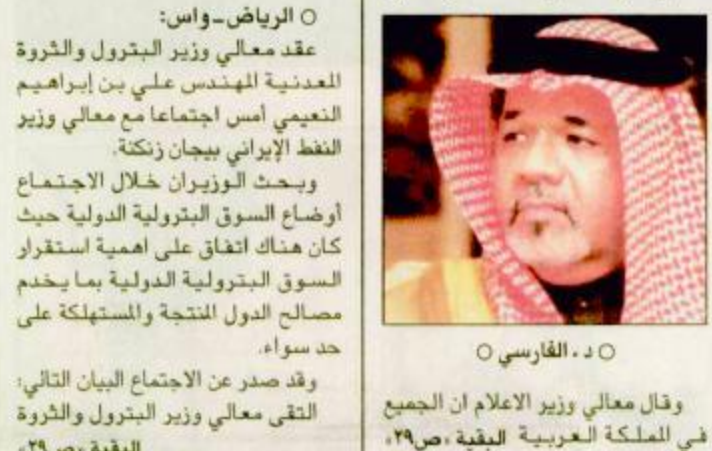 ○ د. الفارسي ○
وقال معالي وزير الاعلام ان الجميع
في المملكة العربية البقية «ص٢٩»
○ الرياض-واس:
عقد معالي وزير البترول والثروة
المعدنية المهندس علي بن إبراهيم
النعيمي أمس اجتماعا مع معالي وزير
النفط الإيراني بيجان زنكنة.
وبحث الوزيران خلال الاجتماع
أوضاع السوق البترولية الدولية حيث
كان هناك اتفاق على اهمية استقرار
السوق البترولية الدولية بما يخدم
مصالح الدول المنتجة والمستهلكة على
حد سواء.
وقد صدر عن الاجتماع البيان التالي:
التقى معالي وزير البترول والثروة
البقية «ص ٢٩»